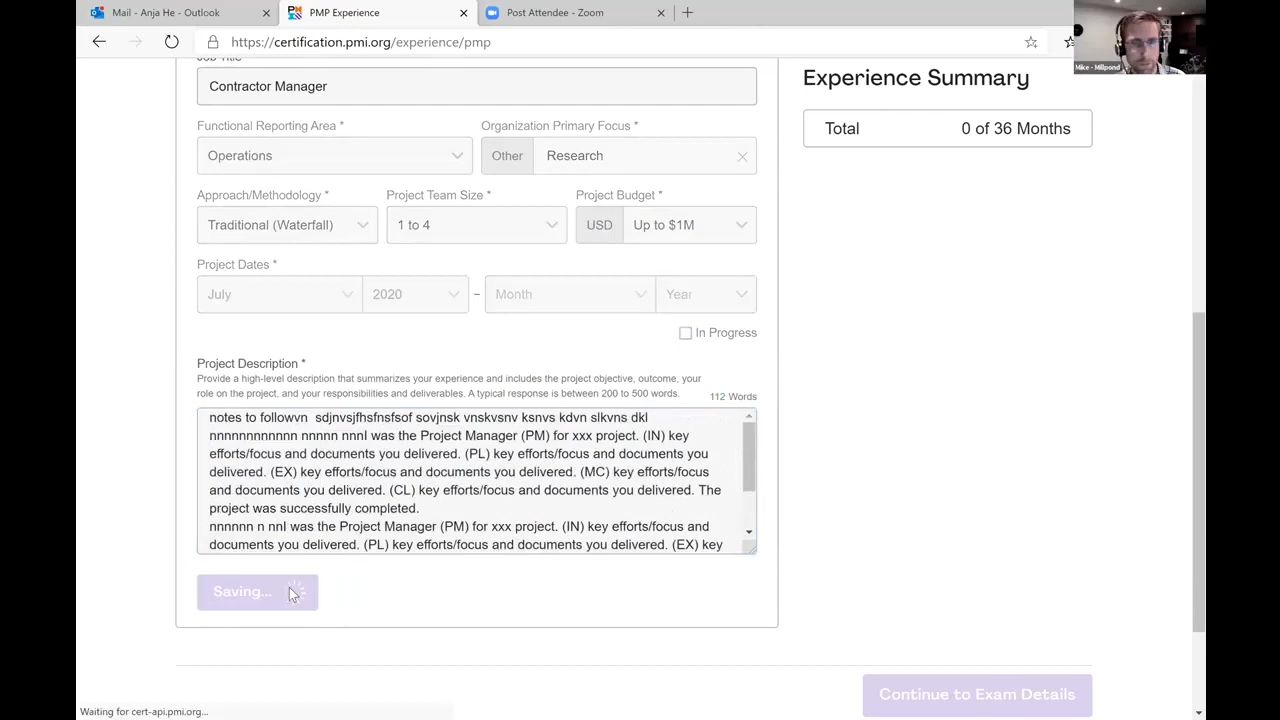 Mail - Anja He - Outlook
PMP Experience
Post Attendee - Zoom
https://certification.pmi.org/experience/pmp
Mike - Millpond
Job Title
Contractor Manager
Functional Reporting Area *
Organization Primary Focus *
Operations
Other
Research
Approach/Methodology *
Project Team Size *
Project Budget *
Traditional (Waterfall)
1 to 4
USD
Up to $1M
Project Dates *
July
2020
–
Month
Year
In Progress
Project Description *
Provide a high-level description that summarizes your experience and includes the project objective, outcome, your
role on the project, and your responsibilities and deliverables. A typical response is between 200 to 500 words.
112 Words
notes to followvn sdjnvsjfhsfnsfsof sovjnsk vnskvsnv ksnvs kdvn slkvns dkl
nnnnnnnnnnnn nnnnn nnnI was the Project Manager (PM) for xxx project. (IN) key
efforts/focus and documents you delivered. (PL) key efforts/focus and documents you
delivered. (EX) key efforts/focus and documents you delivered. (MC) key efforts/focus
and documents you delivered. (CL) key efforts/focus and documents you delivered. The
project was successfully completed.
nnnnnn n nnI was the Project Manager (PM) for xxx project. (IN) key efforts/focus and
documents you delivered. (PL) key efforts/focus and documents you delivered. (EX) key
Saving...
Experience Summary
Total
0 of 36 Months
Continue to Exam Details
Waiting for cert-api.pmi.org...